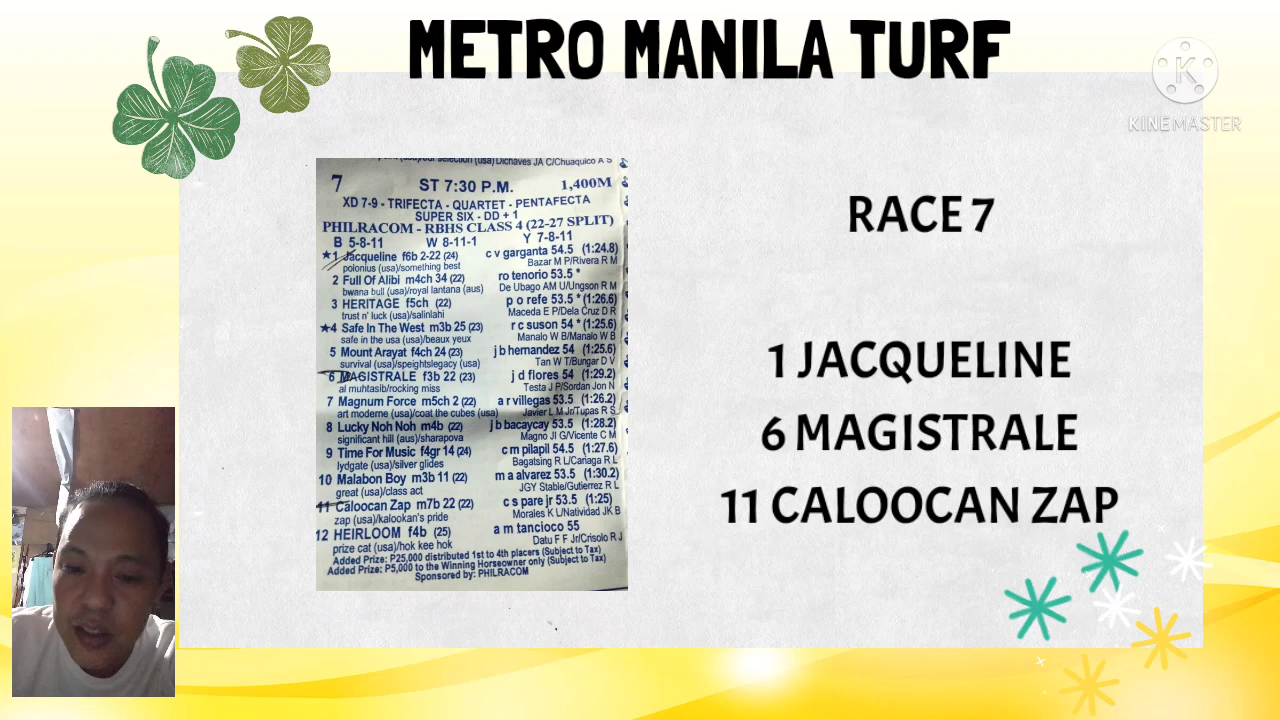 METRO MANILA TURF
KINEMASTER
(usa)/our selection (usa) Dichaves JA C/Chuaquico A S
7 ST 7:30 P.M. 1,400M
XD 7-9 - TRIFECTA - QUARTET - PENTAFECTA
SUPER SIX - DD + 1
PHILRACOM - RBHS CLASS 4 (22-27 SPLIT)
B 5-8-11 W 8-11-1 Y 7-8-11
★1 Jacqueline f6b 2-22 (24) c v garganta 54.5 (1:24.8)
polonius (usa)/something best Bazar M P/Rivera R M
2 Full Of Alibi m4ch 34 (22) ro tenorio 53.5 *
bwana bull (usa)/royal lantana (aus) De Ubago AM U/Ungson R M
3 HERITAGE f5ch (22) p o refe 53.5 * (1:26.6)
trust n' luck (usa)/salinlahi Maceda E P/Dela Cruz D R
★4 Safe In The West m3b 25 (23) r c suson 54 * (1:25.6)
safe in the usa (usa)/beaux yeux Manalo W B/Manalo W B
5 Mount Arayat f4ch 24 (23) j b hernandez 54 (1:25.6)
survival (usa)/speightslegacy (usa) Tan W T/Bungar D V
6 MAGISTRALE f3b 22 (23) j d flores 54 (1:29.2)
al muhtasib/rocking miss Testa J P/Sordan Jon N
7 Magnum Force m5ch 2 (22) a r villegas 53.5 (1:26.2)
art moderne (usa)/coat the cubes (usa) Javier L M Jr/Tupas R S
8 Lucky Noh Noh m4b (22) j b bacaycay 53.5 (1:28.2)
significant hill (aus)/sharapova Magno JI G/Vicente C M
9 Time For Music f4gr 14 (24) c m pilapil 54.5 (1:27.6)
lydgate (usa)/silver glides Bagatsing R L/Cariaga R L
10 Malabon Boy m3b 11 (22) m a alvarez 53.5 (1:30.2)
great (usa)/class act JGY Stable/Gutierrez R L
11 Caloocan Zap m7b 22 (22) c s pare jr 53.5 (1:25)
zap (usa)/kalookan's pride Morales K L/Natividad JK B
12 HEIRLOOM f4b (25) a m tancioco 55
prize cat (usa)/hok kee hok Datu F F Jr/Crisolo R J
Added Prize: P25,000 distributed 1st to 4th placers (Subject to Tax)
Added Prize: P5,000 to the Winning Horseowner only (Subject to Tax)
Sponsored by: PHILRACOM
RACE 7
1 JACQUELINE
6 MAGISTRALE
11 CALOOCAN ZAP